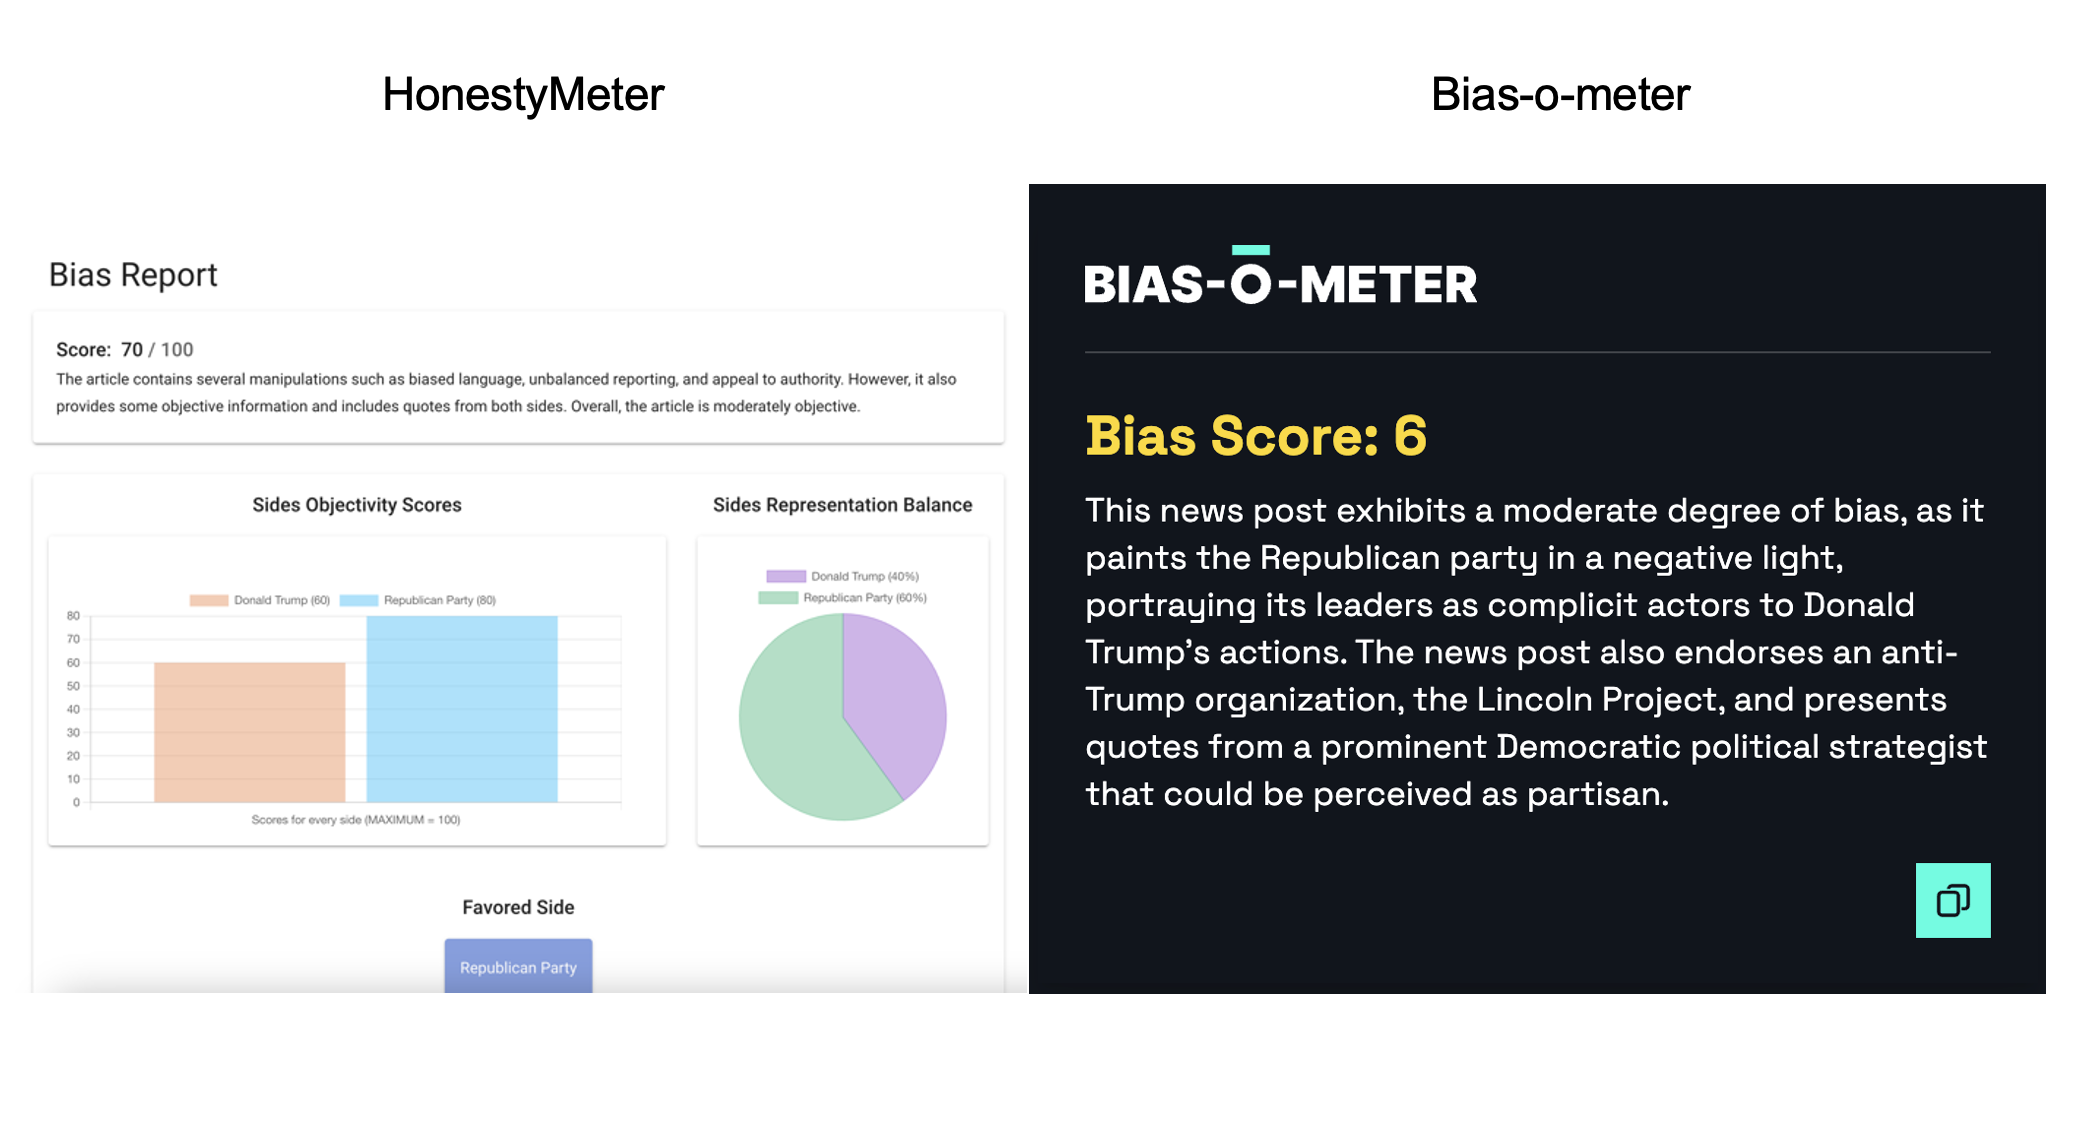 HonestyMeter
Bias-o-meter
Bias Report
Score: 70 / 100
The article contains several manipulations such as biased language, unbalanced reporting, and appeal to authority. However, it also
provides some objective information and includes quotes from both sides. Overall, the article is moderately objective.
Sides Objectivity Scores
Donald Trump (60)
Republican Party (80)
80
70
60
50
40
30
20
10
0
Scores for every side (MAXIMUM = 100)
Sides Representation Balance
Donald Trump (40%)
Republican Party (60%)
Favored Side
Republican Party
BIAS-O-METER
Bias Score: 6
This news post exhibits a moderate degree of bias, as it
paints the Republican party in a negative light,
portraying its leaders as complicit actors to Donald
Trump's actions. The news post also endorses an anti-
Trump organization, the Lincoln Project, and presents
quotes from a prominent Democratic political strategist
that could be perceived as partisan.